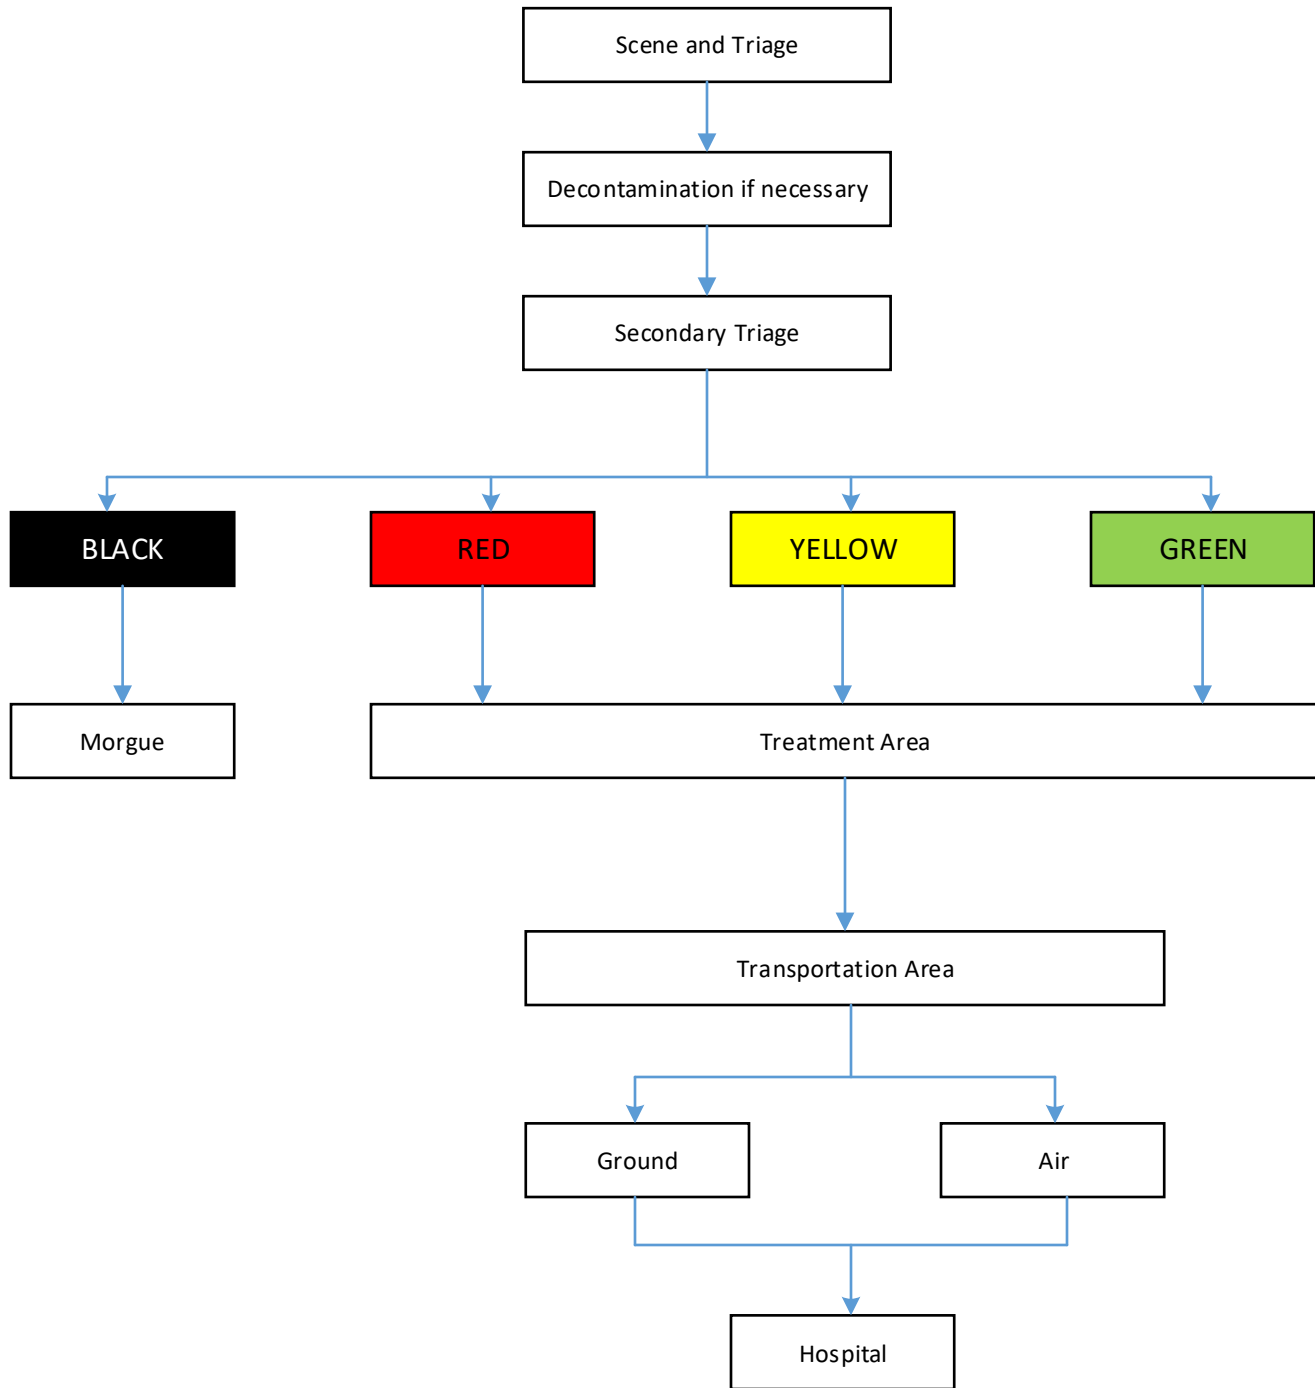 Scene and Triage
Decontamination if necessary
Secondary Triage
BLACK
RED
YELLOW
GREEN
Morgue
Treatment Area
Transportation Area
Ground
Air
Hospital